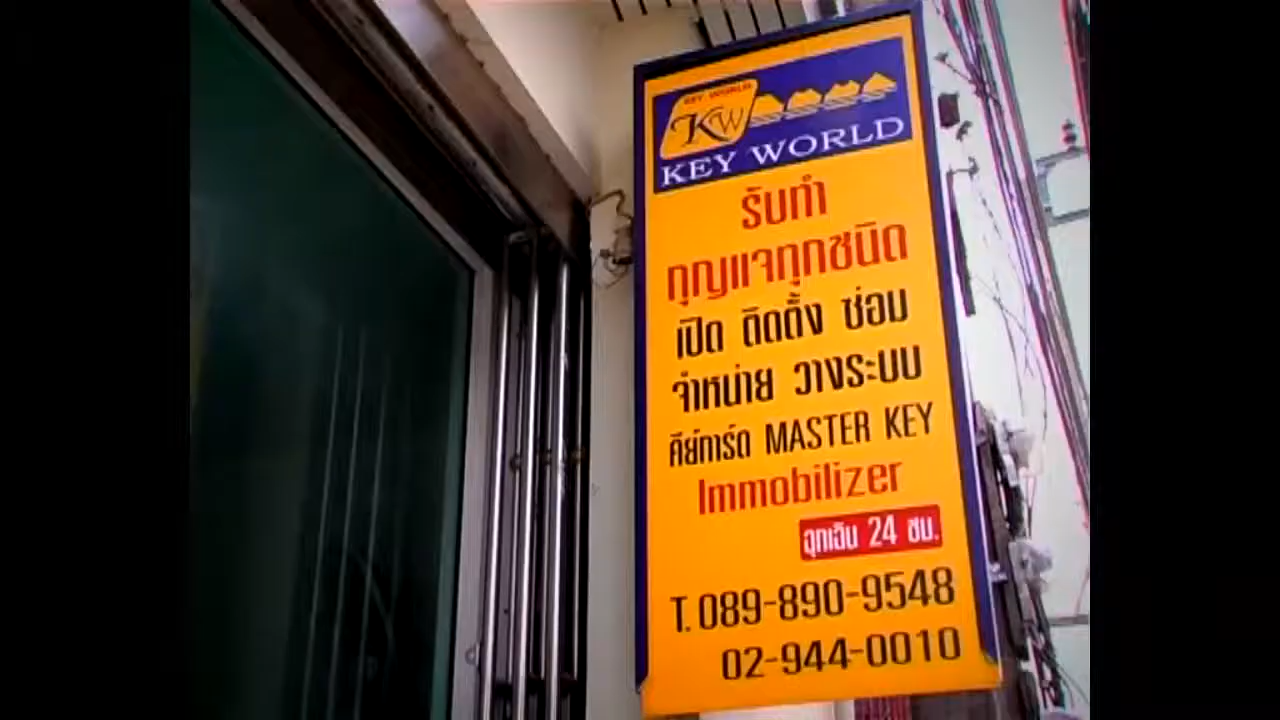 KEY WORLD
KW
KEY WORLD
รับทำ
กุญแจทุกชนิด
เปิด ติดตั้ง ซ่อม
จำหน่าย วางระบบ
คีย์การ์ด MASTER KEY
Immobilizer
ฉุกเฉิน 24 ชม.
T. 089-890-9548
02-944-0010